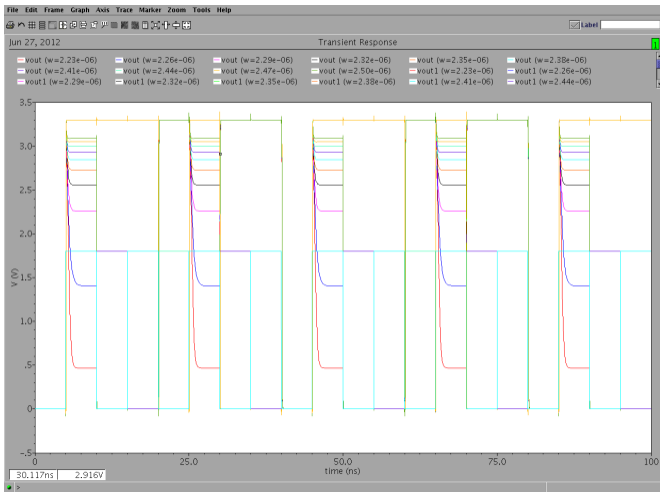 File Edit Frame Graph Axis Trace Marker Zoom Tools Help
Label
Jun 27, 2012 Transient Response 1
vout (w=2.23e-06) vout (w=2.26e-06) vout (w=2.29e-06) vout (w=2.32e-06) vout (w=2.35e-06) vout (w=2.38e-06)
vout (w=2.41e-06) vout (w=2.44e-06) vout (w=2.47e-06) vout (w=2.50e-06) vout1 (w=2.23e-06) vout1 (w=2.26e-06)
vout1 (w=2.29e-06) vout1 (w=2.32e-06) vout1 (w=2.35e-06) vout1 (w=2.38e-06) vout1 (w=2.41e-06) vout1 (w=2.44e-06)
3.5
3.0
2.5
2.0
V (V)
1.5
1.0
.5
0
-.5
0 25.0 50.0 75.0 100
time (ns)
30.117ns 2.916V
>